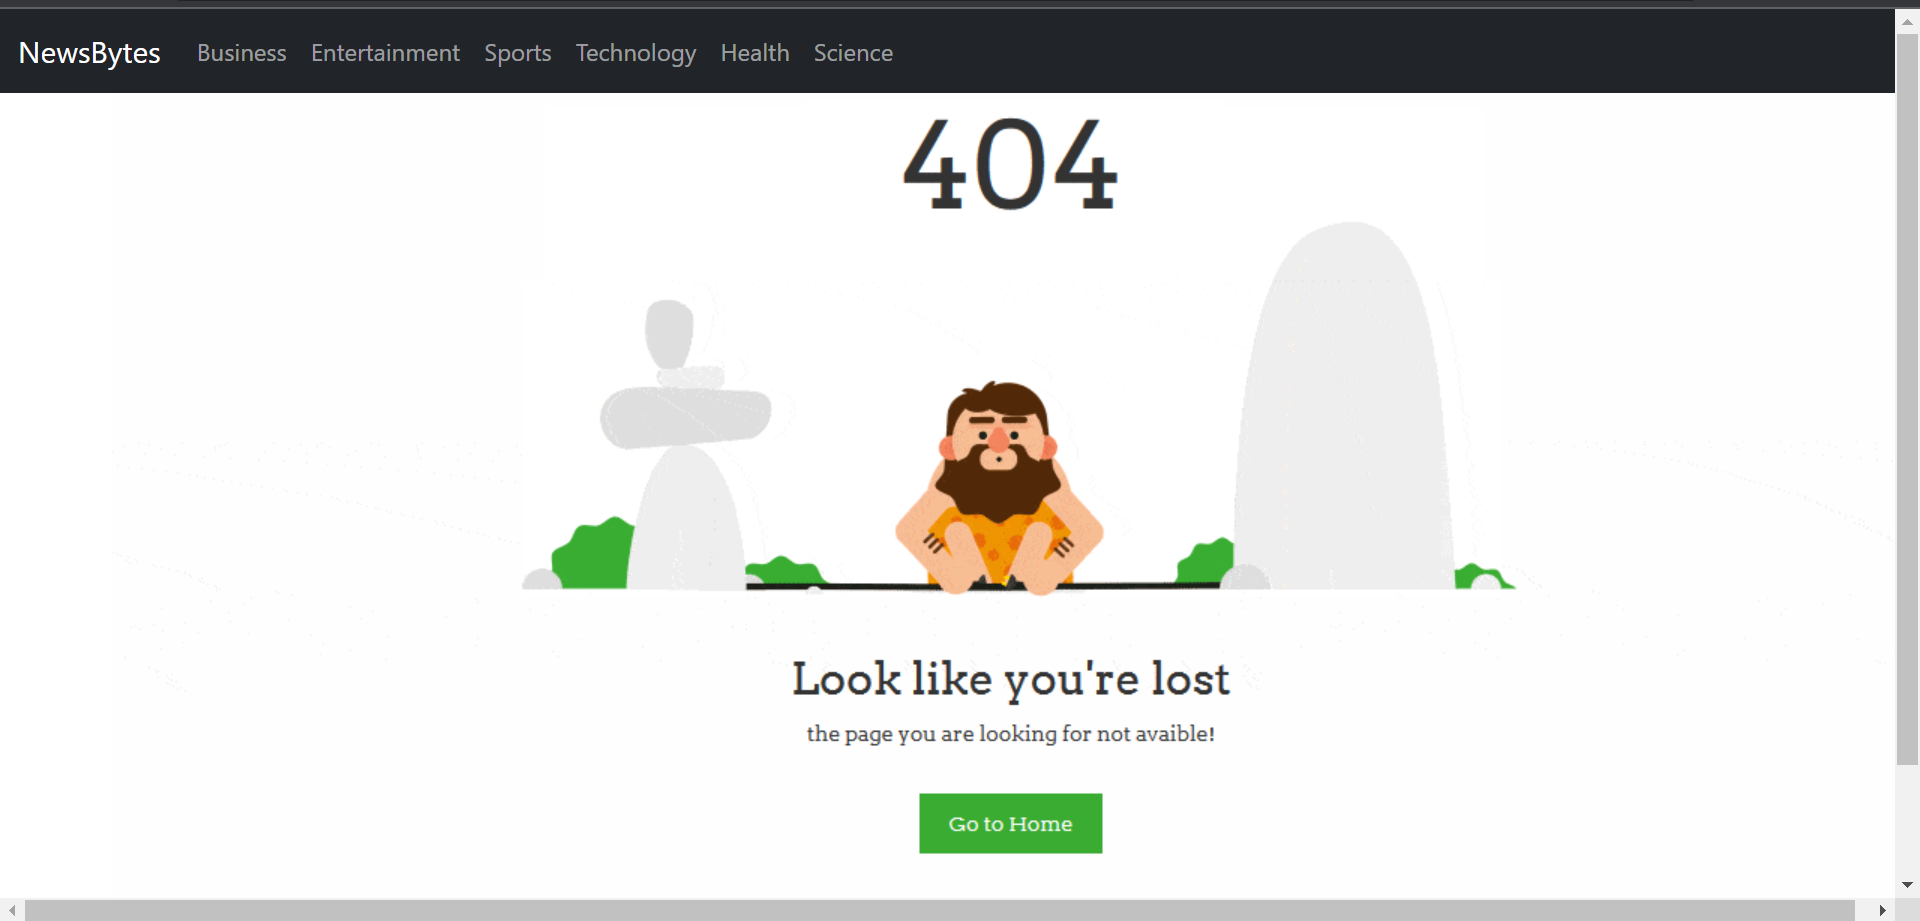 NewsBytes Business Entertainment Sports Technology Health Science
404
Look like you're lost
the page you are looking for not avaible!
Go to Home